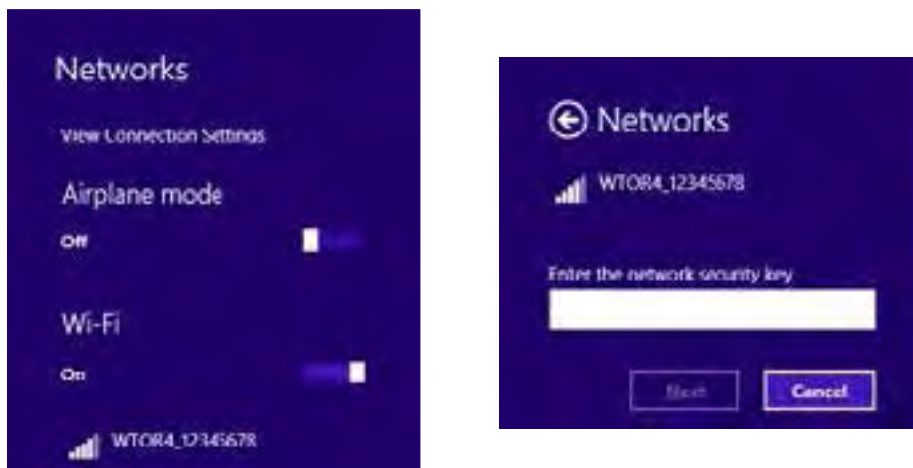 Networks
View Connection Settings
Airplane mode
Off
Wi-Fi
On
WTOR4_12345678
Networks
WTOR4_12345678
Enter the network security key
Next
Cancel